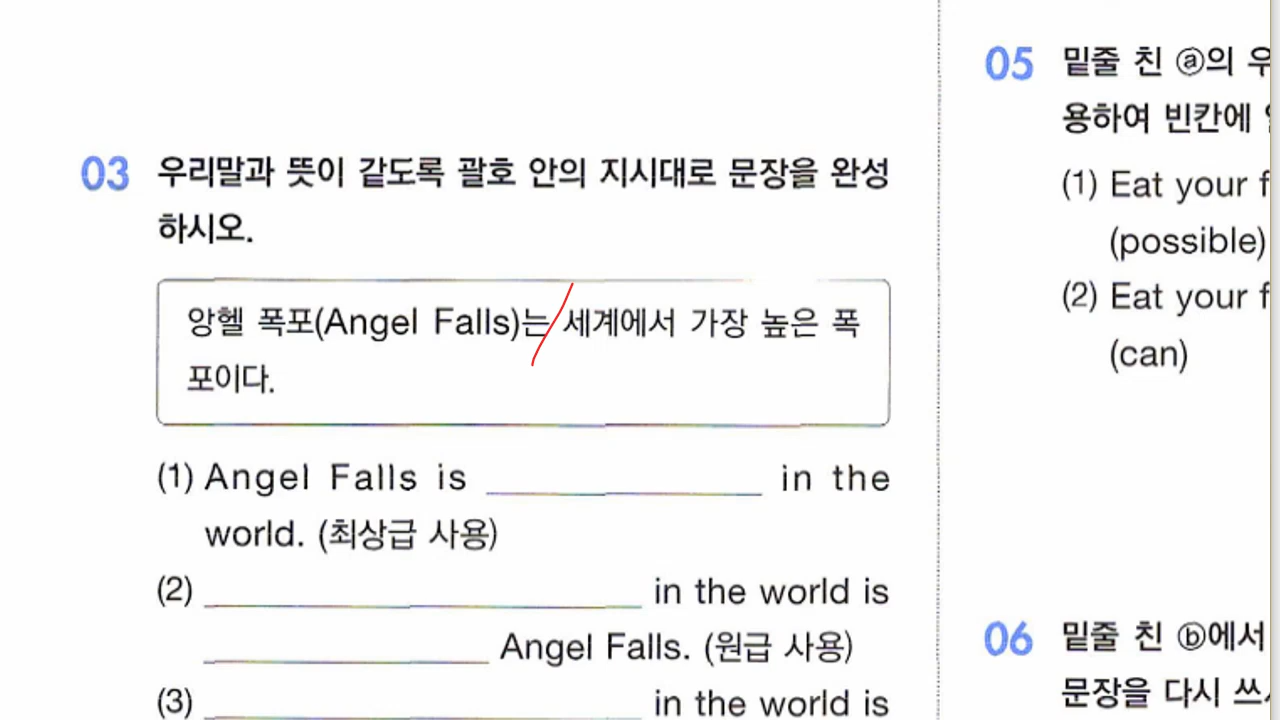 03 우리말과 뜻이 같도록 괄호 안의 지시대로 문장을 완성
하시오.
앙헬 폭포(Angel Falls)는 세계에서 가장 높은 폭
포이다.
(1) Angel Falls is ____________ in the
world. (최상급 사용)
(2) ____________________ in the world is
____________ Angel Falls. (원급 사용)
(3) ____________________ in the world is
05 밑줄 친 ⓐ의
용하여 빈칸에
(1) Eat your
(possible)
(2) Eat your
(can)
06 밑줄 친 ⓑ에서
문장을 다시